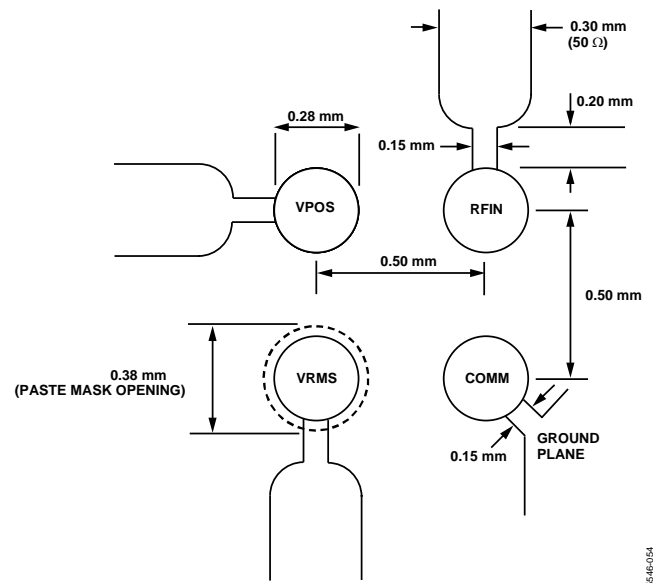 0.30 mm
(50 Ω)
0.20 mm
0.28 mm
0.15 mm
VPOS
RFIN
0.50 mm
0.50 mm
0.38 mm
(PASTE MASK OPENING)
VRMS
COMM
GROUND
PLANE
0.15 mm